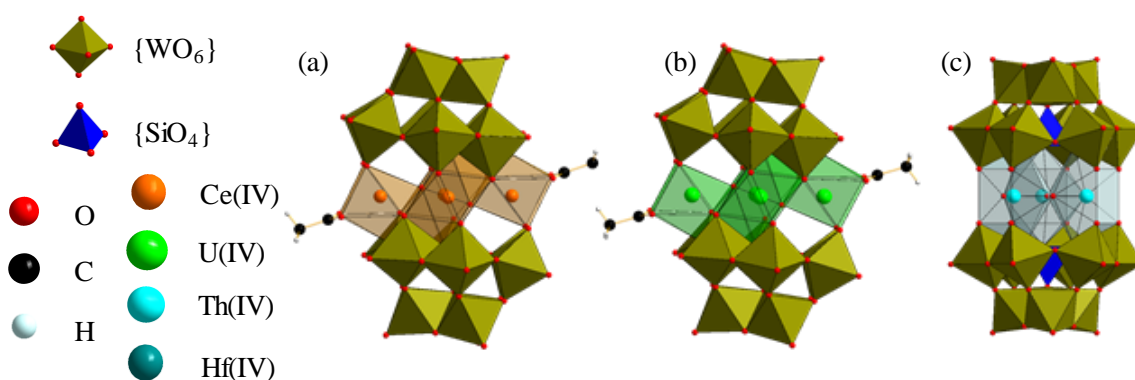 {WO₆}
{SiO₄}
O
C
H
Ce(IV)
U(IV)
Th(IV)
Hf(IV)
(a)
(b)
(c)